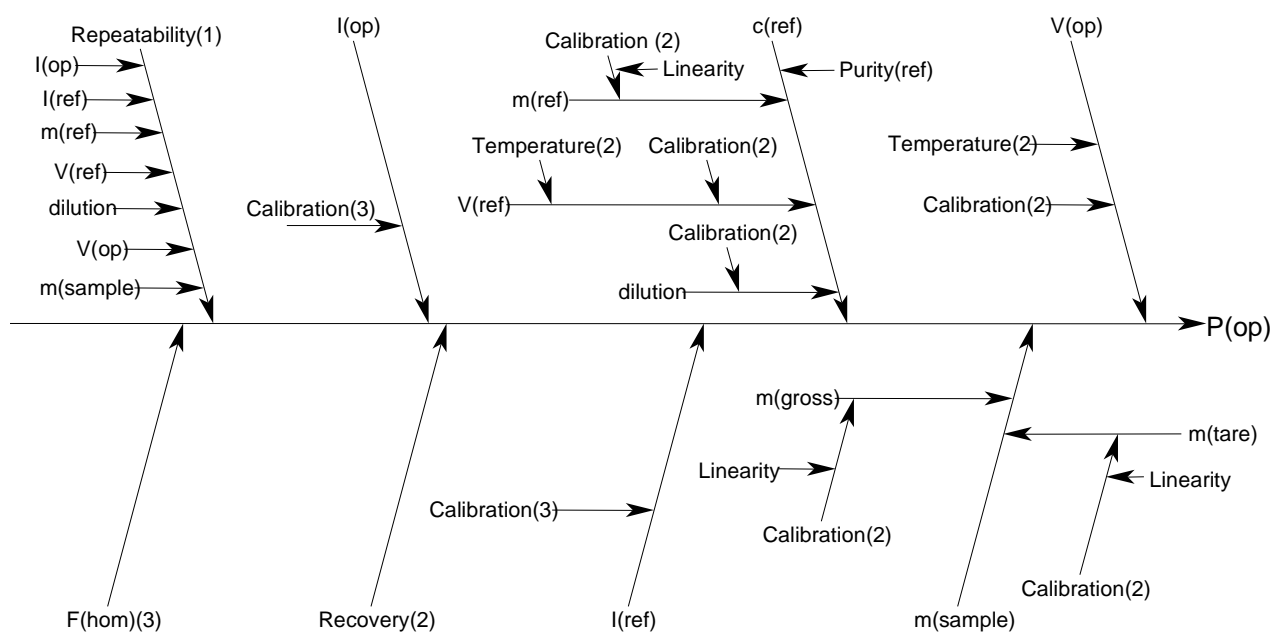 Repeatability(1)
I(op)
I(ref)
m(ref)
V(ref)
dilution
V(op)
m(sample)
I(op)
Calibration(3)
c(ref)
Calibration (2)
Linearity
Purity(ref)
m(ref)
Temperature(2)
Calibration(2)
V(ref)
Calibration(2)
dilution
V(op)
Temperature(2)
Calibration(2)
P(op)
F(hom)(3)
Recovery(2)
Calibration(3)
I(ref)
m(gross)
Linearity
Calibration(2)
m(tare)
Linearity
Calibration(2)
m(sample)